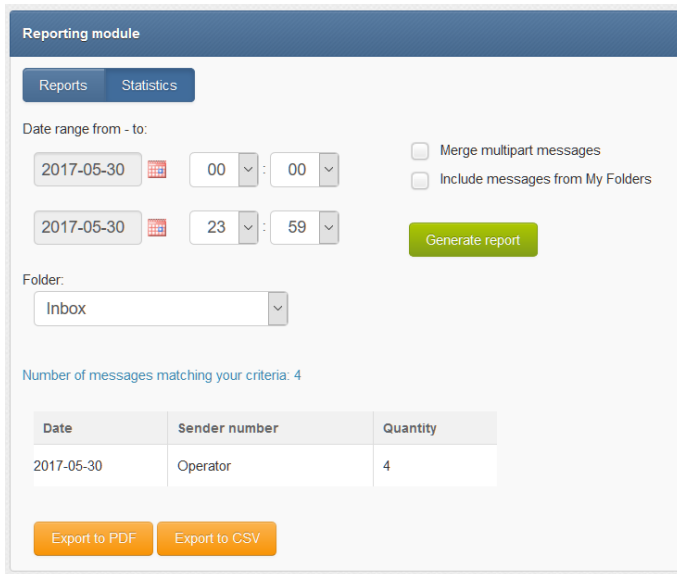 Reporting module
Reports Statistics
Date range from - to:
2017-05-30 00 : 00
Merge multipart messages
Include messages from My Folders
2017-05-30 23 : 59
Generate report
Folder:
Inbox
Number of messages matching your criteria: 4
Date Sender number Quantity
2017-05-30 Operator 4
Export to PDF Export to CSV